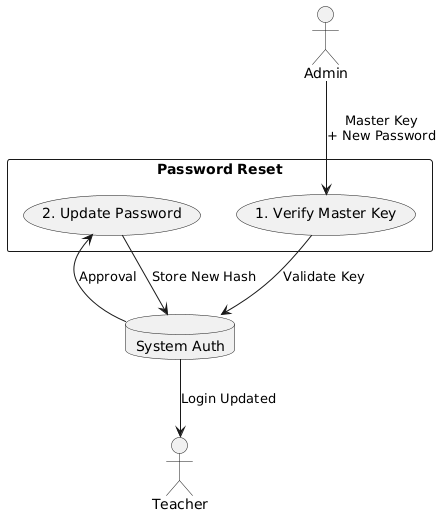 Admin
Master Key
+ New Password
Password Reset
2. Update Password
1. Verify Master Key
Approval
Store New Hash
Validate Key
System Auth
Login Updated
Teacher